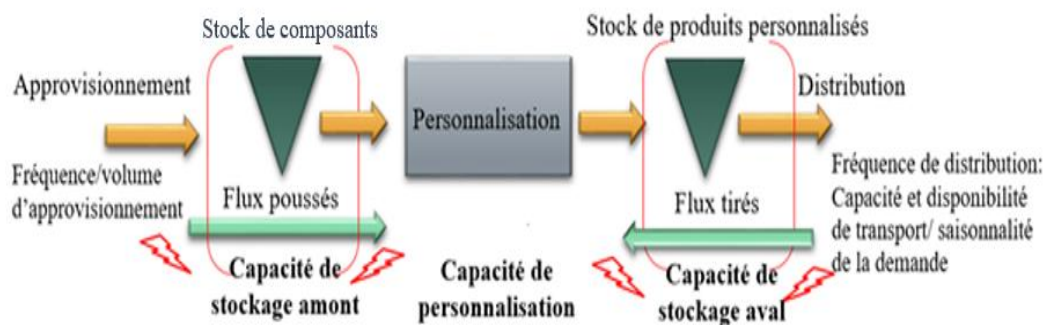 Stock de composants
Stock de produits personnalisés
Approvisionnement
Personnalisation
Distribution
Fréquence/volume
d'approvisionnement
Flux poussés
Flux tirés
Fréquence de distribution:
Capacité et disponibilité
de transport/ saisonnalité
de la demande
Capacité de
stockage amont
Capacité de
personnalisation
Capacité de
stockage aval